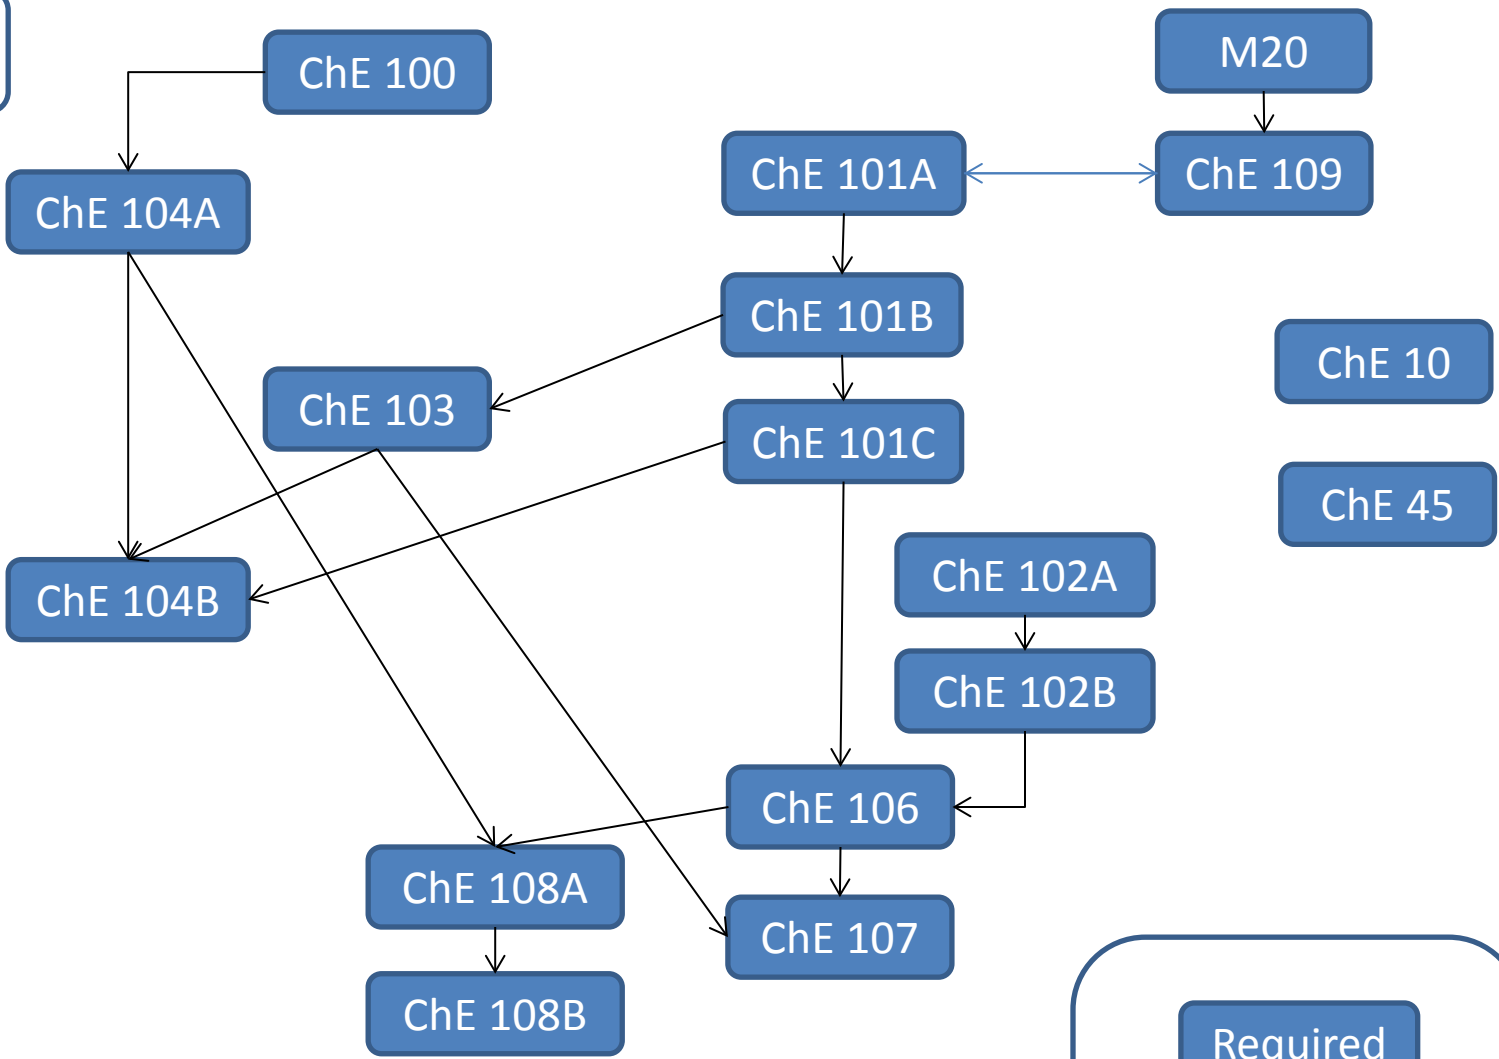 M20
ChE 100
ChE 101A
ChE 109
ChE 104A
ChE 101B
ChE 10
ChE 103
ChE 101C
ChE 45
ChE 102A
ChE 104B
ChE 102B
ChE 106
ChE 108A
ChE 107
ChE 108B
Required